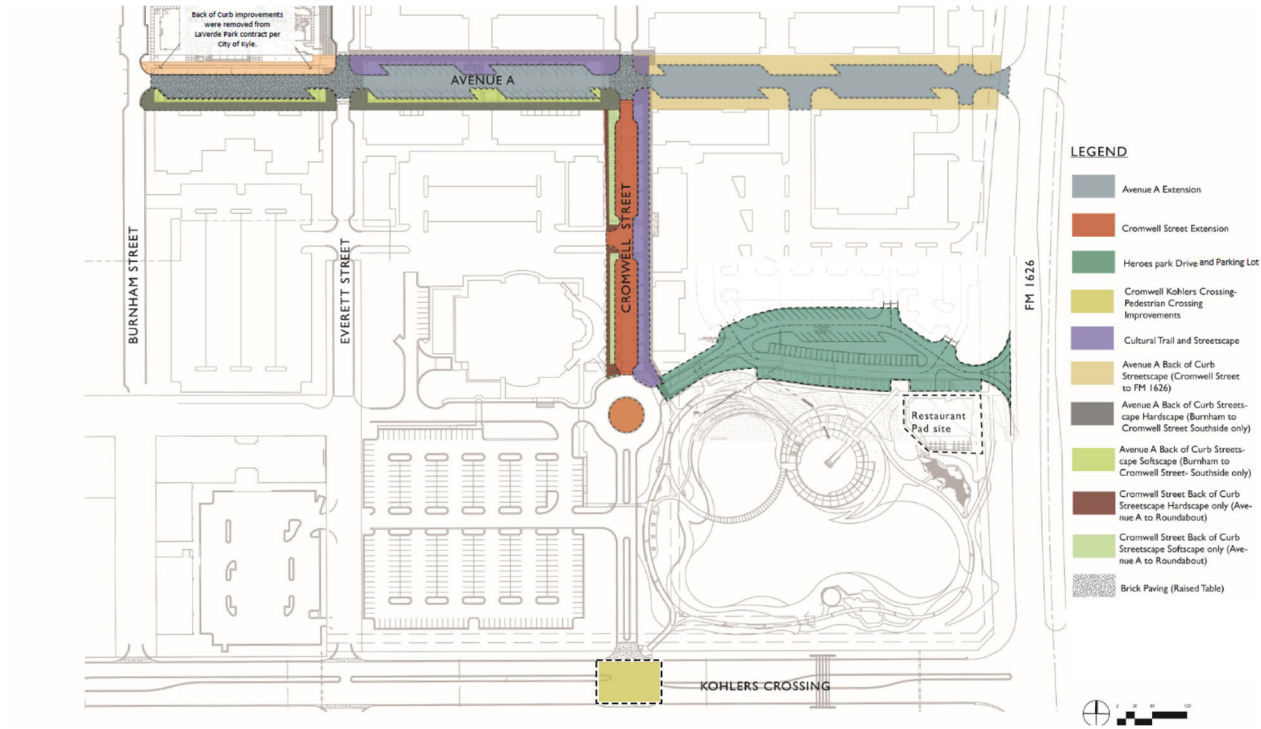 Back of Curb improvements
were removed from
LaVerde Park contract per
City of Kyle.
AVENUE A
BURNHAM STREET
EVERETT STREET
CROMWELL STREET
FM 1626
Restaurant
Pad site
KOHLERS CROSSING
LEGEND
Avenue A Extension
Cromwell Street Extension
Heroes park Drive and Parking Lot
Cromwell Kohlers Crossing-
Pedestrian Crossing
Improvements
Cultural Trail and Streetscape
Avenue A Back of Curb
Streetscape (Cromwell Street
to FM 1626)
Avenue A Back of Curb Streets-
cape Hardscape (Burnham to
Cromwell Street Southside only)
Avenue A Back of Curb Streets-
cape Softscape (Burnham to
Cromwell Street- Southside only)
Cromwell Street Back of Curb
Streetscape Hardscape only (Ave-
nue A to Roundabout)
Cromwell Street Back of Curb
Streetscape Softscape only (Ave-
nue A to Roundabout)
Brick Paving (Raised Table)